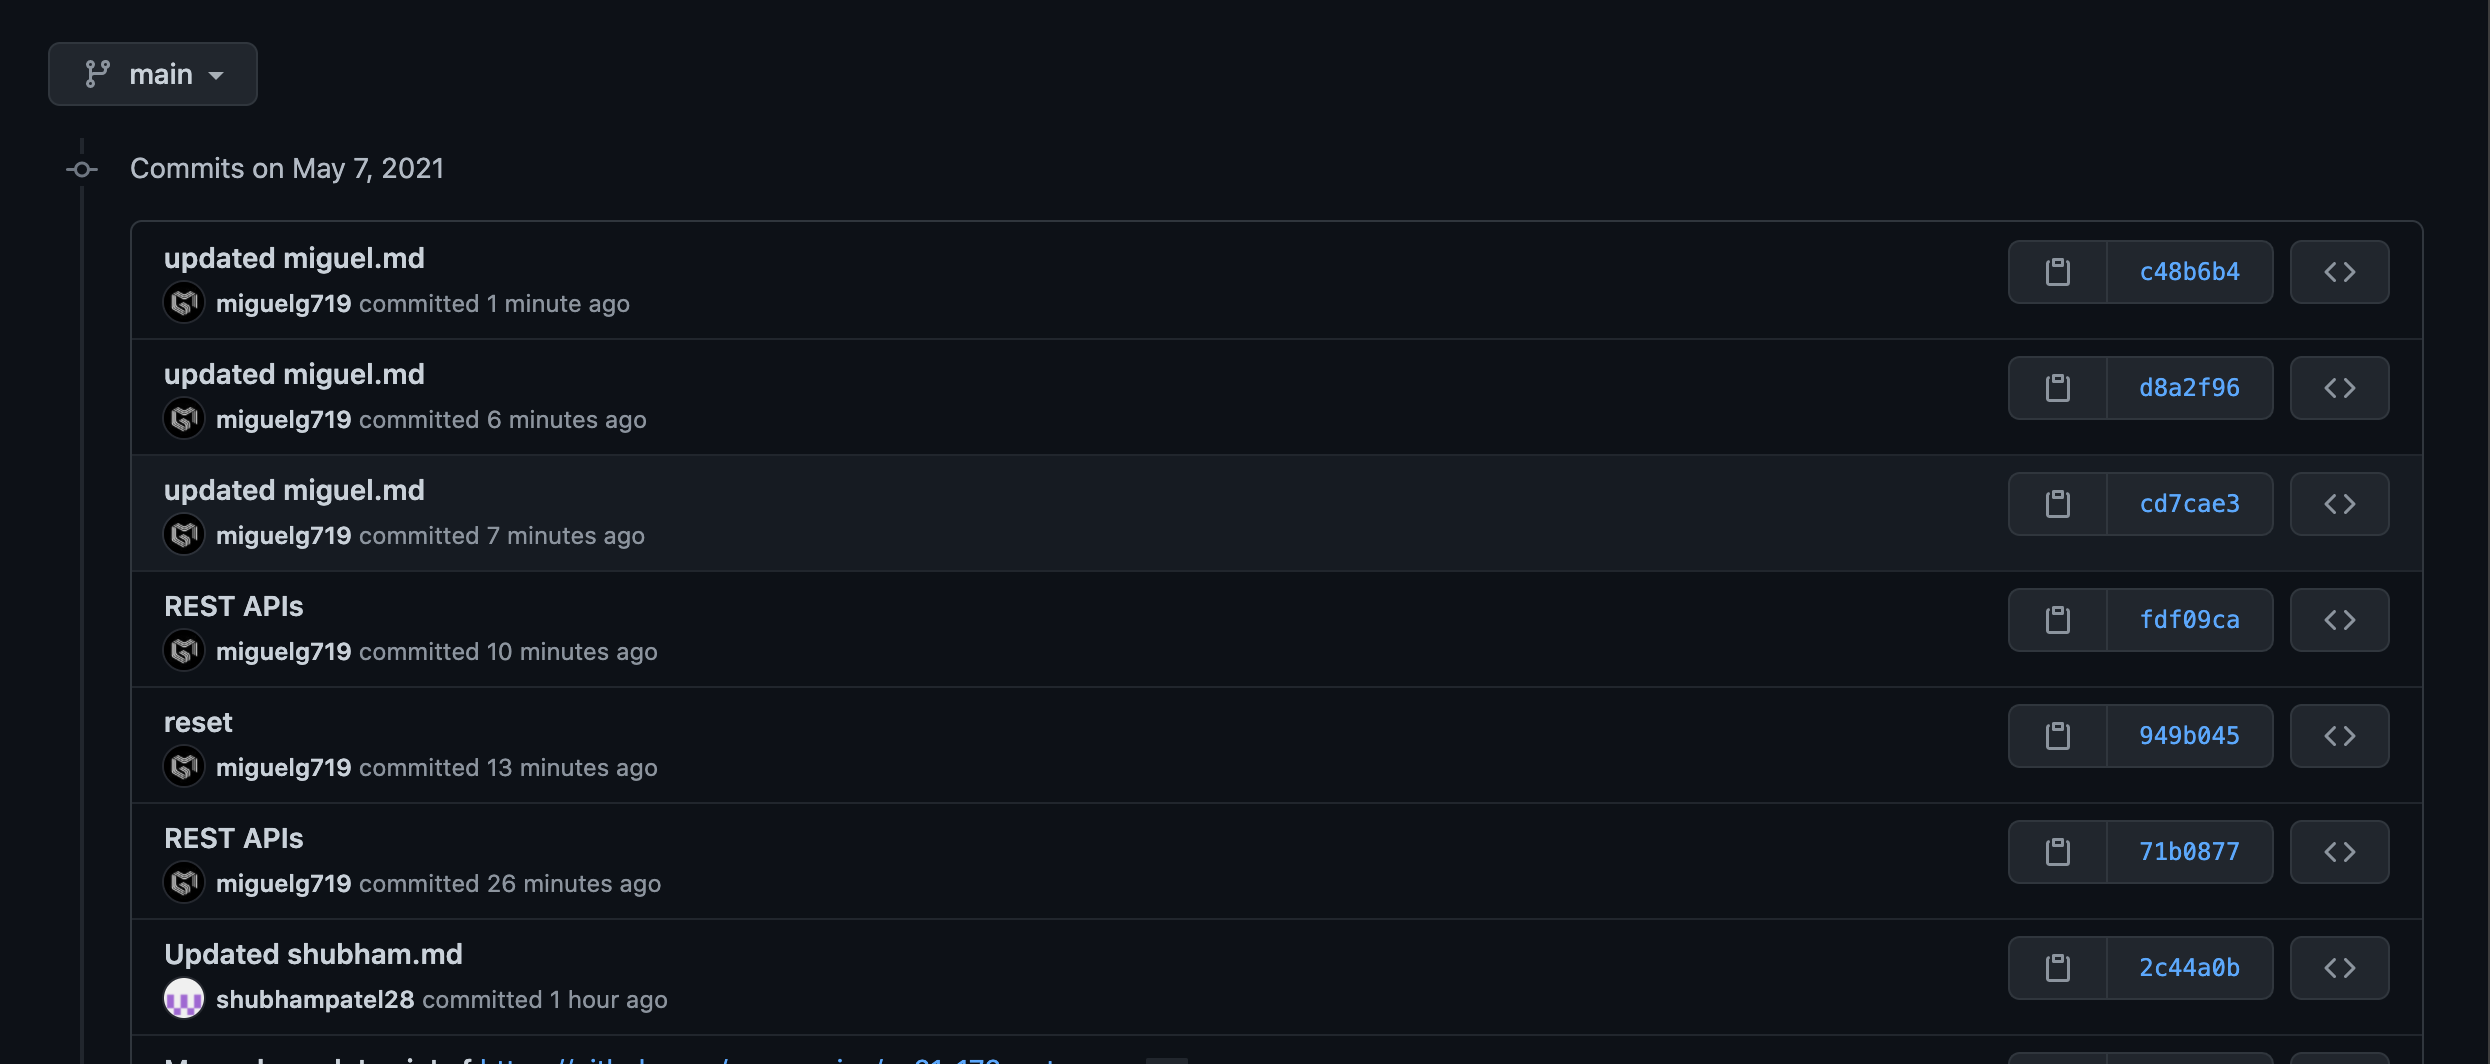 main
Commits on May 7, 2021
updated miguel.md
miguelg719 committed 1 minute ago
c48b6b4
updated miguel.md
miguelg719 committed 6 minutes ago
d8a2f96
updated miguel.md
miguelg719 committed 7 minutes ago
cd7cae3
REST APIs
miguelg719 committed 10 minutes ago
fdf09ca
reset
miguelg719 committed 13 minutes ago
949b045
REST APIs
miguelg719 committed 26 minutes ago
71b0877
Updated shubham.md
shubhampatel28 committed 1 hour ago
2c44a0b